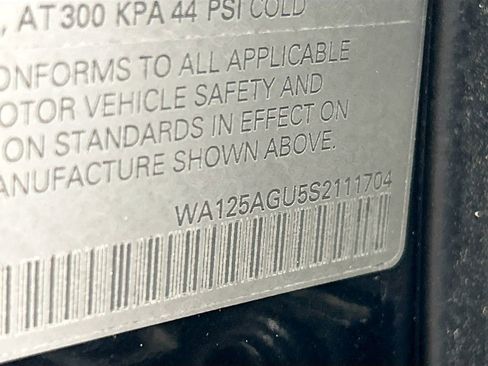 , AT 300 KPA 44 PSI COLD
ONFORMS TO ALL APPLICABLE
OTOR VEHICLE SAFETY AND
ON STANDARDS IN EFFECT ON
ANUFACTURE SHOWN ABOVE.
WA125AGU5S2111704